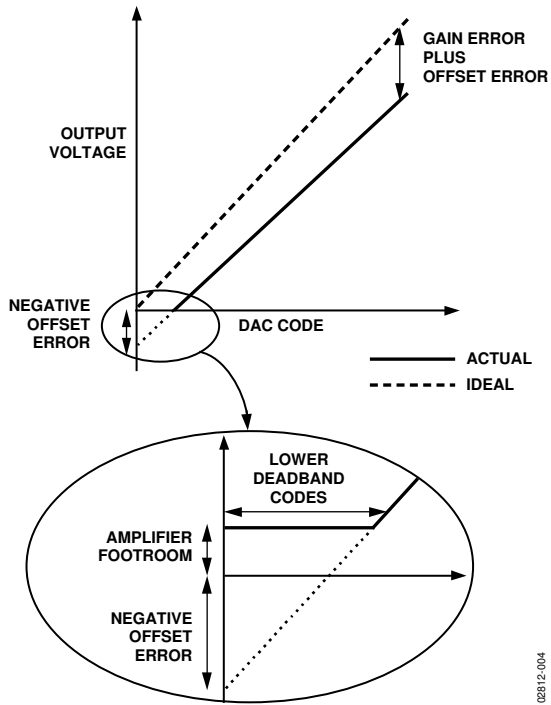 GAIN ERROR
PLUS
OFFSET ERROR
OUTPUT
VOLTAGE
NEGATIVE
OFFSET
ERROR
DAC CODE
ACTUAL
IDEAL
LOWER
DEADBAND
CODES
AMPLIFIER
FOOTROOM
NEGATIVE
OFFSET
ERROR
02812-004